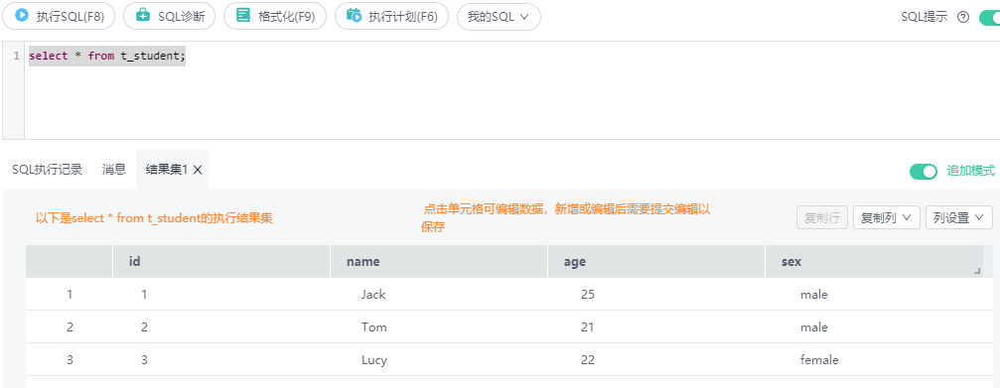 执行SQL(F8) SQL诊断 格式化(F9) 执行计划(F6) 我的SQL SQL提示
1 select * from t_student;
SQL执行记录 消息 结果集1 X 追加模式
以下是select * from t_student的执行结果集 点击单元格可编辑数据，新增或编辑后需要提交编辑以
保存
复制行 复制列 列设置
id name age sex
1 1 Jack 25 male
2 2 Tom 21 male
3 3 Lucy 22 female